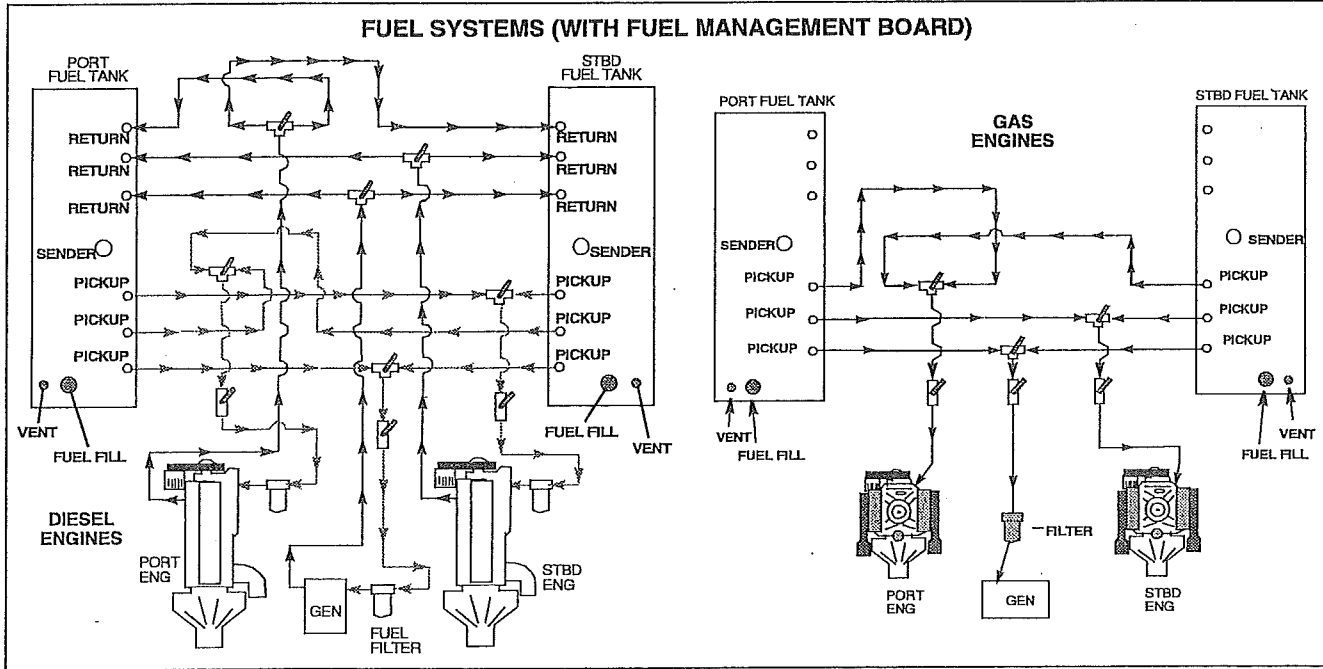 FUEL SYSTEMS (WITH FUEL MANAGEMENT BOARD)
PORT
FUEL TANK
STBD
FUEL TANK
RETURN
RETURN
RETURN
RETURN
RETURN
RETURN
SENDER
SENDER
PICKUP
PICKUP
PICKUP
PICKUP
PICKUP
PICKUP
VENT
FUEL FILL
FUEL FILL
VENT
DIESEL
ENGINES
PORT
ENG
GEN
FUEL
FILTER
STBD
ENG
PORT FUEL TANK
GAS
ENGINES
STBD FUEL TANK
SENDER
SENDER
PICKUP
PICKUP
PICKUP
PICKUP
PICKUP
PICKUP
VENT
FUEL FILL
VENT
FUEL FILL
FILTER
PORT
ENG
GEN
STBD
ENG